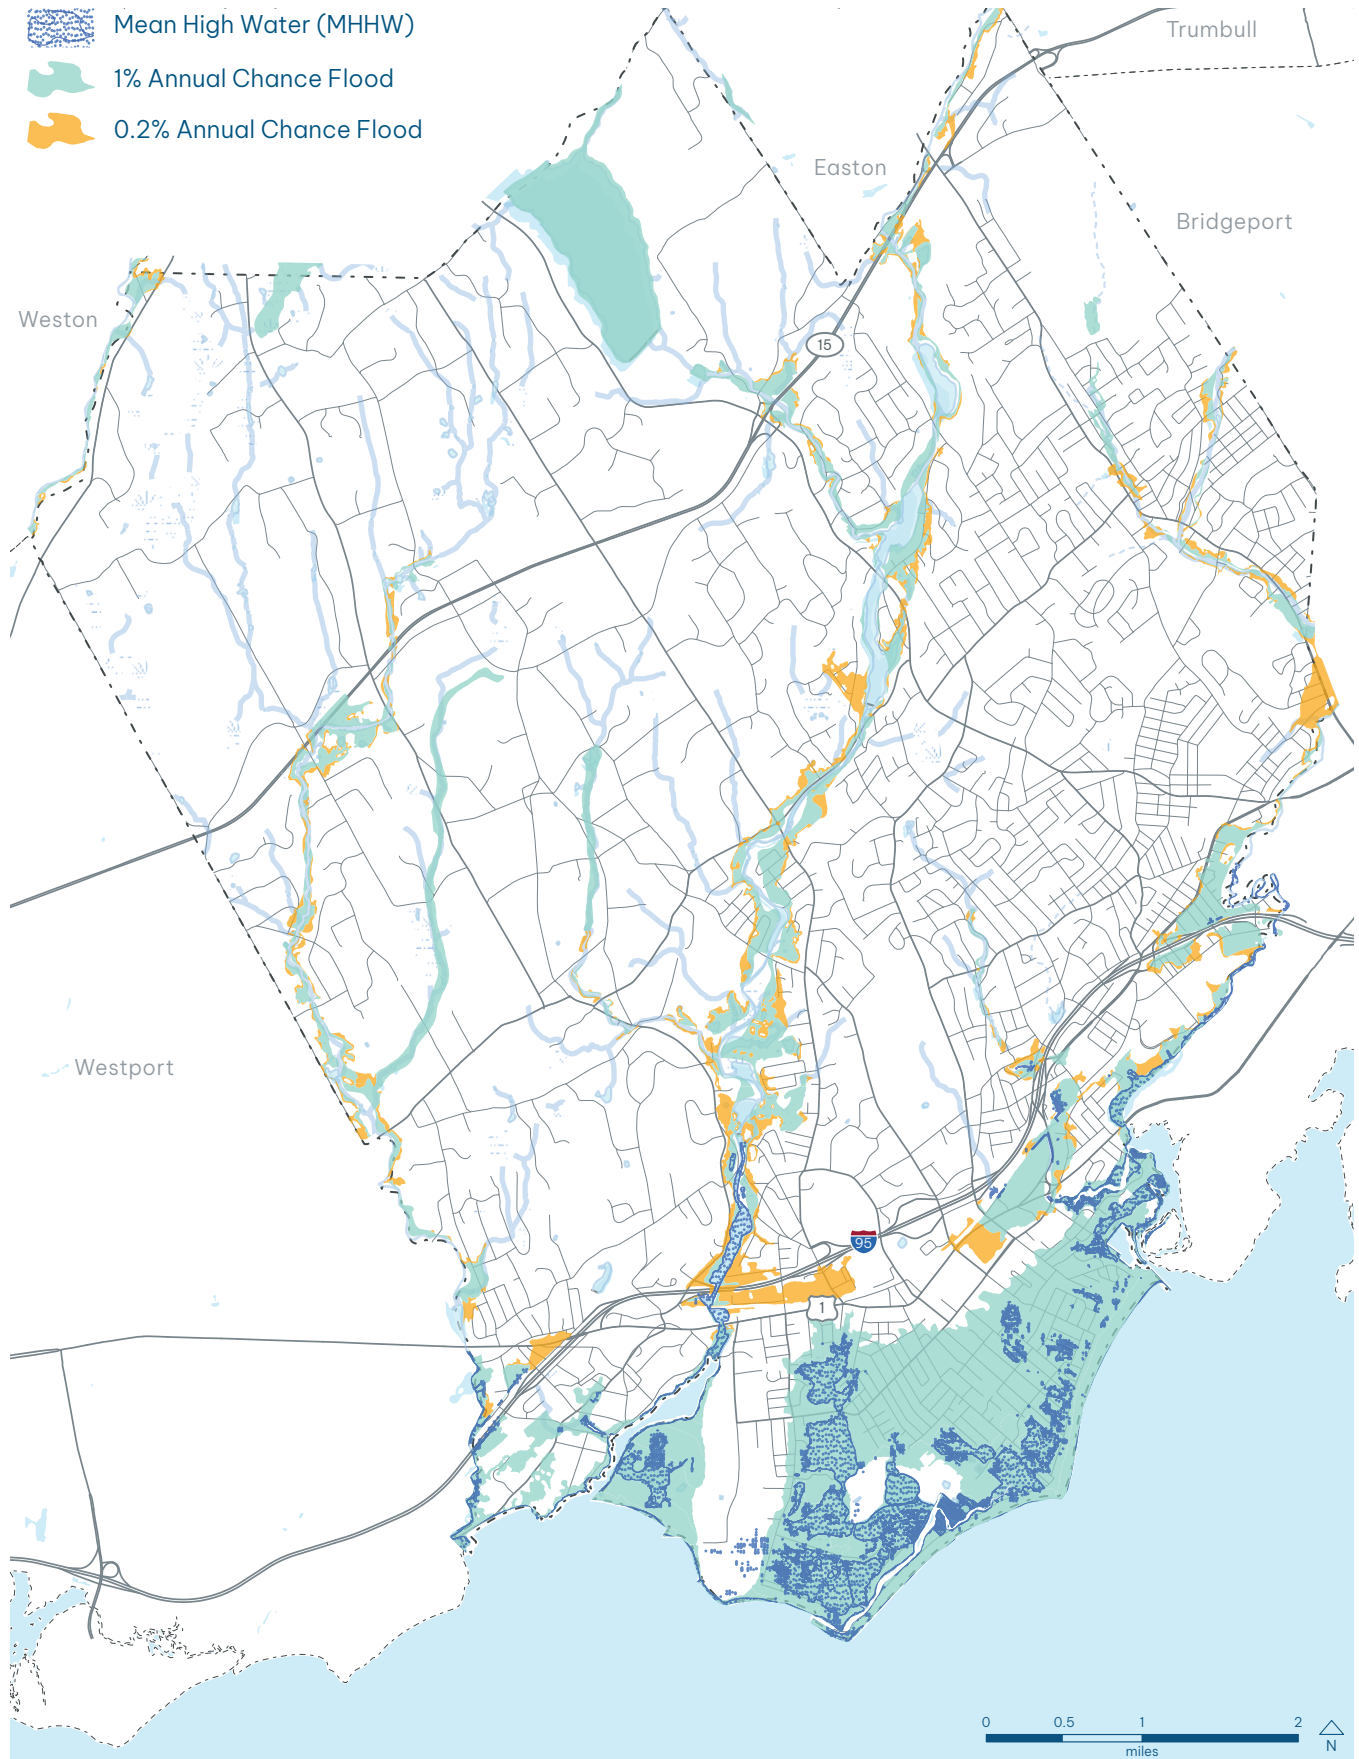 Mean High Water (MHHW)
1% Annual Chance Flood
0.2% Annual Chance Flood
Trumbull
Easton
Bridgeport
Weston
15
Westport
95
1
0 0.5 1 2
miles
N